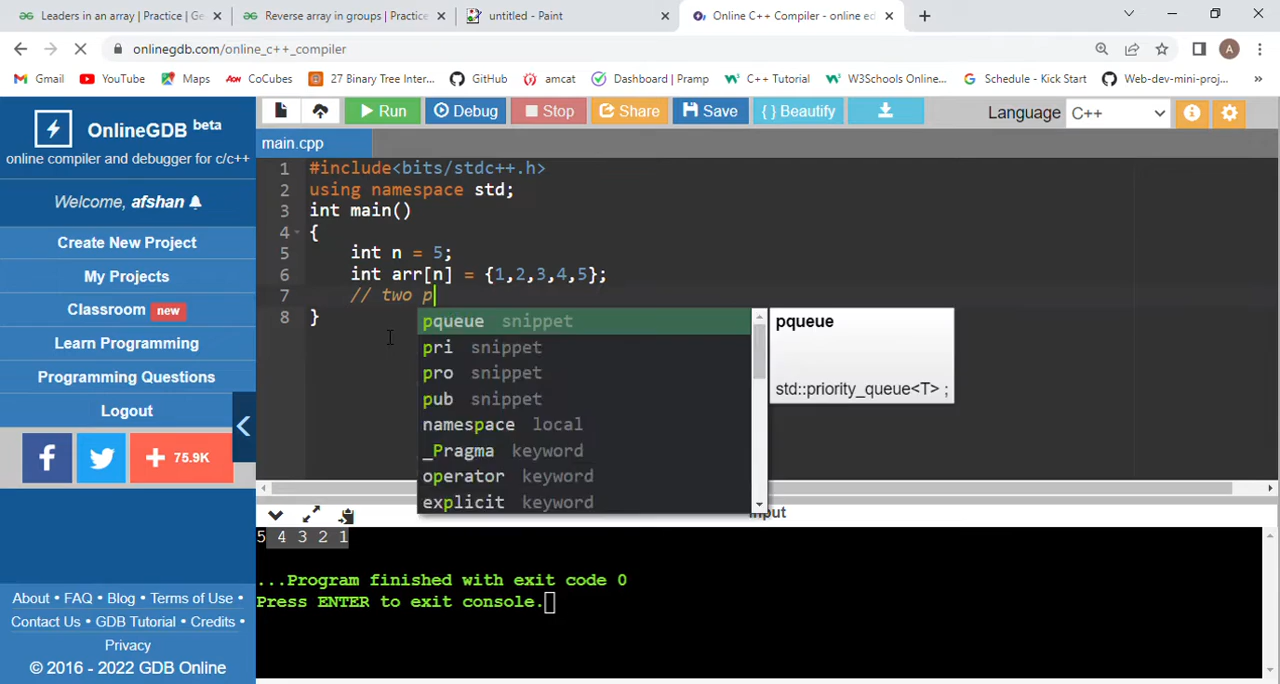 Leaders in an array | Practice | Ge
Reverse array in groups | Practice
untitled - Paint
Online C++ Compiler - online edi
onlinegdb.com/online_c++_compiler
A
Gmail
YouTube
Maps
CoCubes
27 Binary Tree Inter...
GitHub
amcat
Dashboard | Pramp
C++ Tutorial
W3Schools Online...
Schedule - Kick Start
Web-dev-mini-proj...
»
OnlineGDB beta
online compiler and debugger for c/c++
Welcome, afshan
Create New Project
My Projects
Classroom new
Learn Programming
Programming Questions
Logout
75.9K
About • FAQ • Blog • Terms of Use •
Contact Us • GDB Tutorial • Credits •
Privacy
© 2016 - 2022 GDB Online
Run
Debug
Stop
Share
Save
{ } Beautify
Language C++
main.cpp
1 #include<bits/stdc++.h>
2 using namespace std;
3 int main()
4 {
5 int n = 5;
6 int arr[n] = {1,2,3,4,5};
7 // two p
8 }
pqueue snippet
pri snippet
pro snippet
pub snippet
namespace local
_Pragma keyword
operator keyword
explicit keyword
pqueue
std::priority_queue<T> ;
input
5 4 3 2 1
...Program finished with exit code 0
Press ENTER to exit console.